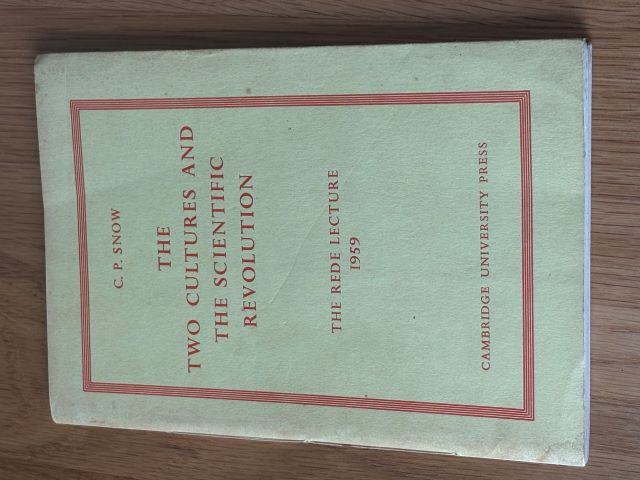 C. P. SNOW
THE
TWO CULTURES AND
THE SCIENTIFIC
REVOLUTION
THE REDE LECTURE
1959
CAMBRIDGE UNIVERSITY PRESS